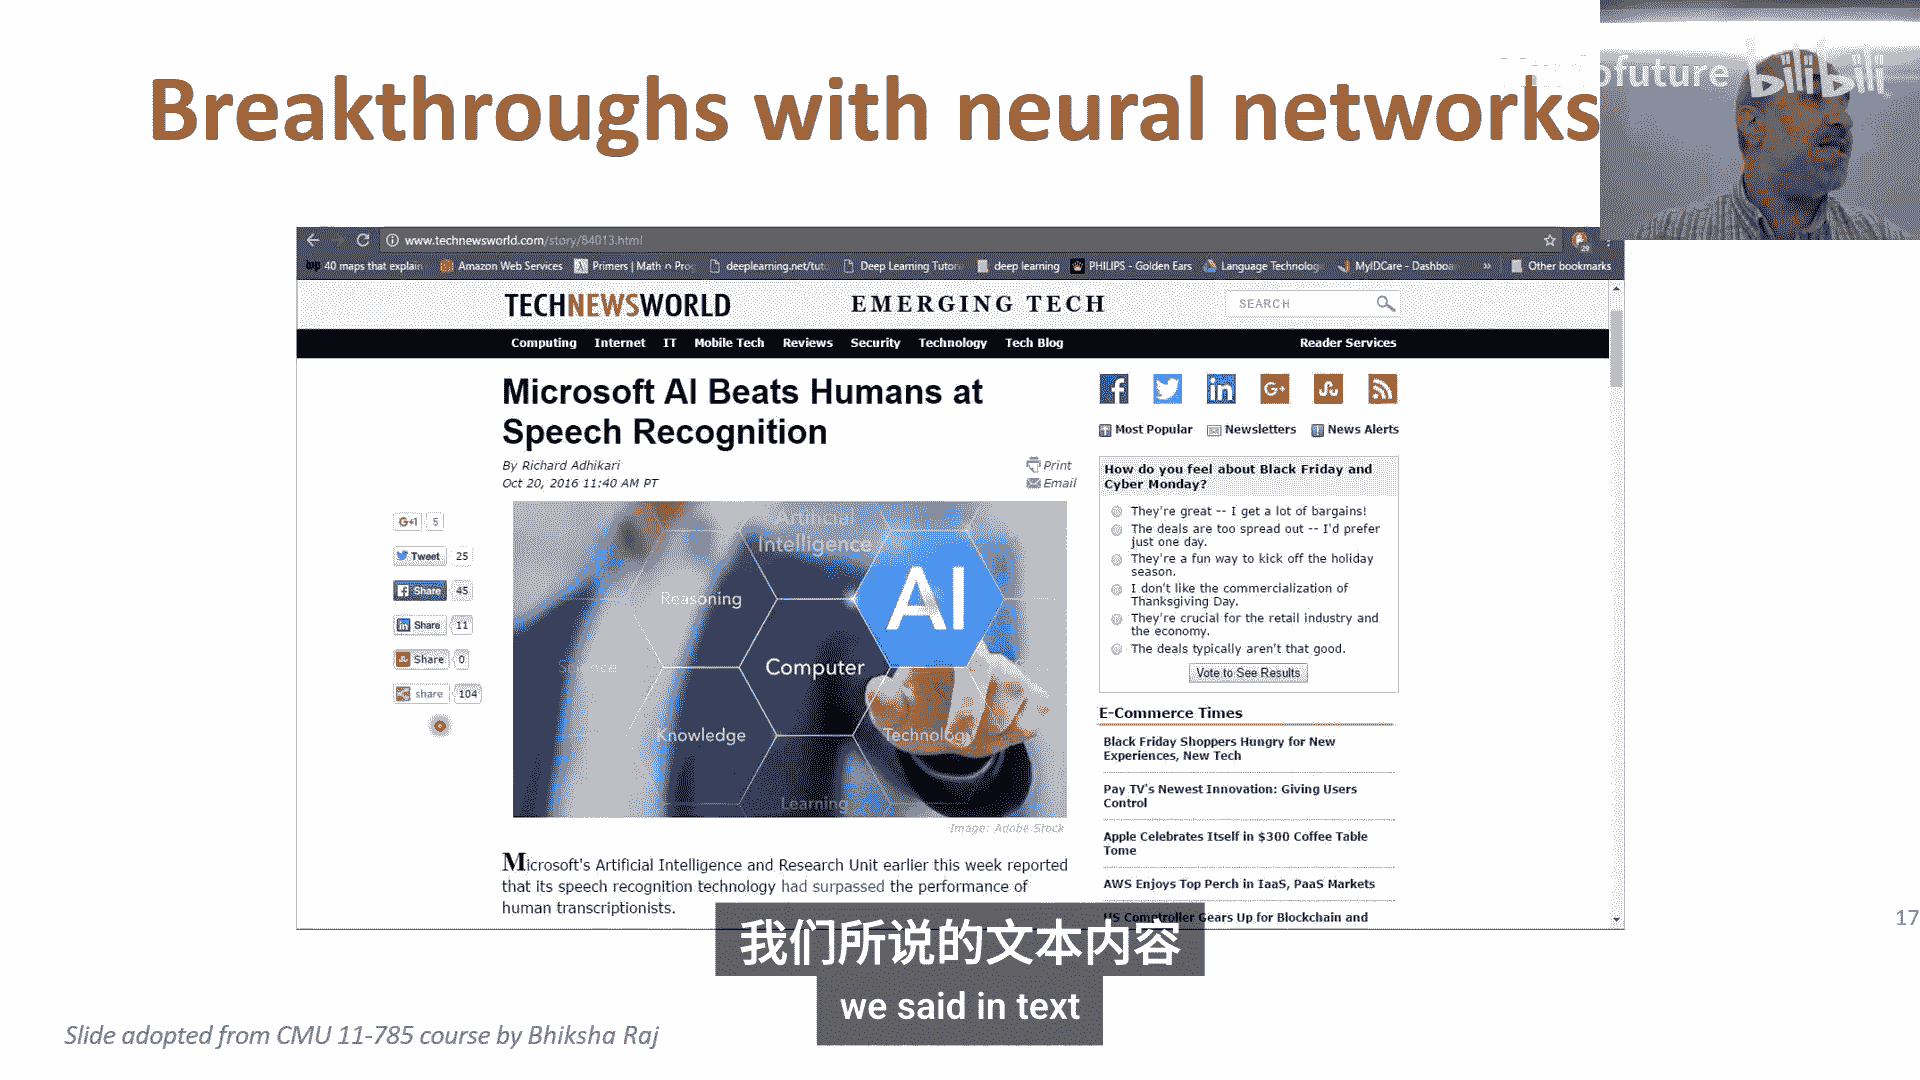 Breakthroughs with neural networks
ofuture
bilibili
www.technewsworld.com/story/84013.html
40 maps that explain
Amazon Web Services
Primers | Math n Prog
deeplearning.net/tuto
Deep Learning Tutori
deep learning
PHILIPS - Golden Ears
Language Technolog
MyIDCare - Dashboa
» Other bookmarks
TECHNEWSWORLD
EMERGING TECH
SEARCH
Computing Internet IT Mobile Tech Reviews Security Technology Tech Blog Reader Services
Microsoft AI Beats Humans at
Speech Recognition
By Richard Adhikari
Oct 20, 2016 11:40 AM PT
Print
Email
G+1 5
Tweet 25
Share 45
Share 11
Share 0
share 104
Artificial
Intelligence
AI
Reasoning
Science
Computer
Knowledge
Technology
Learning
Image: Adobe Stock
Microsoft's Artificial Intelligence and Research Unit earlier this week reported
that its speech recognition technology had surpassed the performance of
human transcriptionists.
Most Popular Newsletters News Alerts
How do you feel about Black Friday and
Cyber Monday?
They're great -- I get a lot of bargains!
The deals are too spread out -- I'd prefer
just one day.
They're a fun way to kick off the holiday
season.
I don't like the commercialization of
Thanksgiving Day.
They're crucial for the retail industry and
the economy.
The deals typically aren't that good.
Vote to See Results
E-Commerce Times
Black Friday Shoppers Hungry for New
Experiences, New Tech
Pay TV's Newest Innovation: Giving Users
Control
Apple Celebrates Itself in $300 Coffee Table
Tome
AWS Enjoys Top Perch in IaaS, PaaS Markets
US Comptroller Gears Up for Blockchain and
17
我们所说的文本内容
we said in text
Slide adopted from CMU 11-785 course by Bhiksha Raj